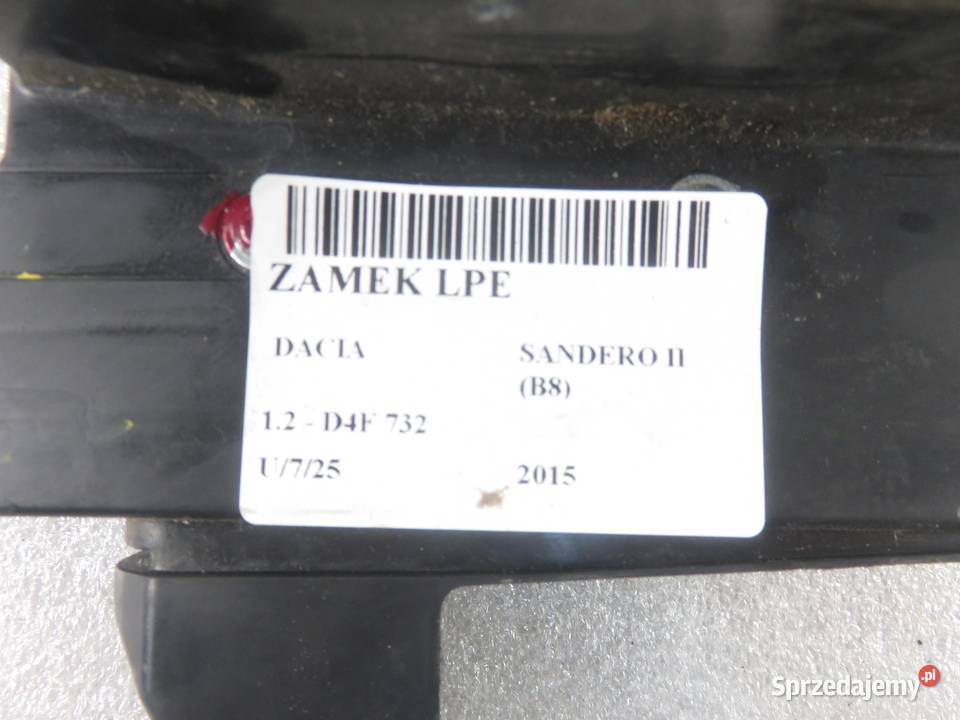 ZAMEK LPE
DACIA SANDERO II
(B8)
1.2 - D4F 732
U/7/25 2015
Sprzedajemy.pl